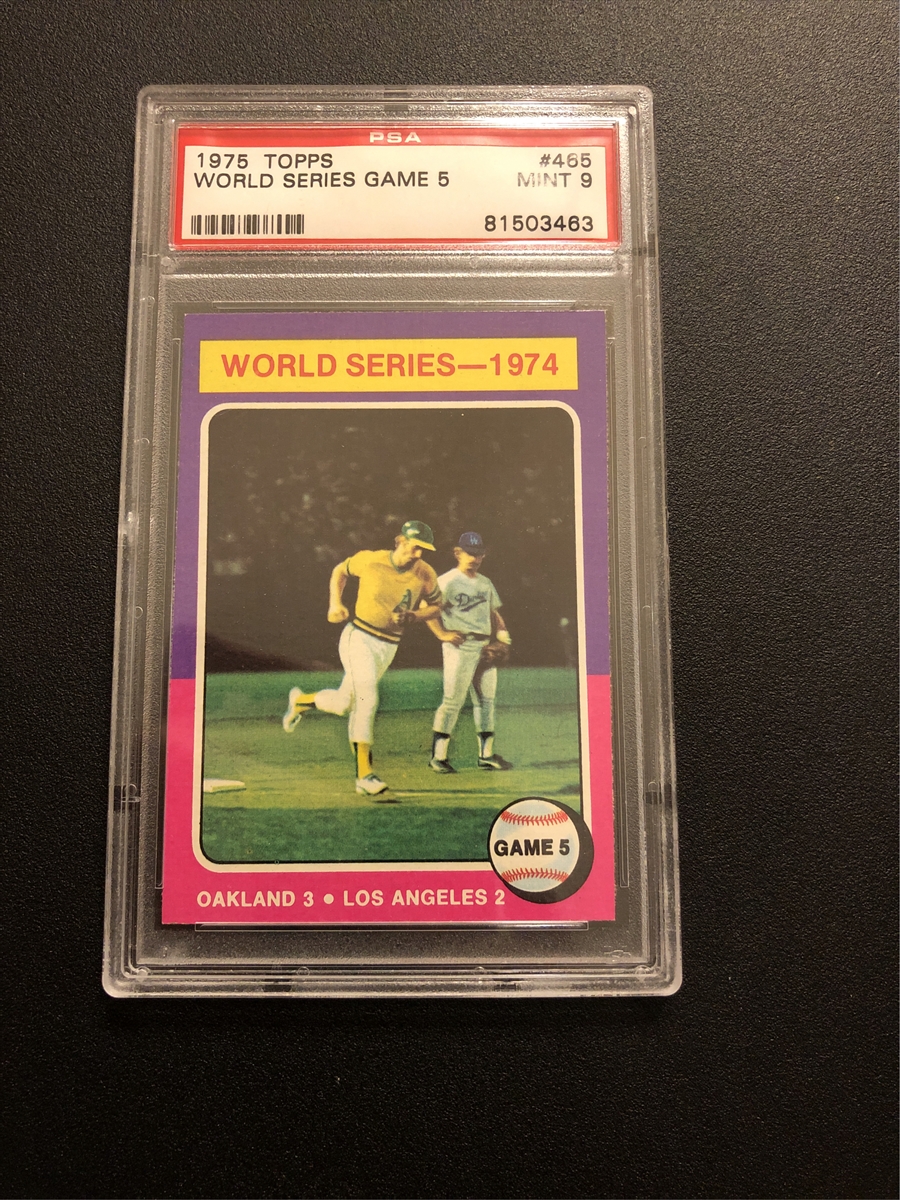 PSA
1975 TOPPS #465
WORLD SERIES GAME 5 MINT 9
81503463
WORLD SERIES—1974
A
LA
GAME 5
OAKLAND 3 • LOS ANGELES 2